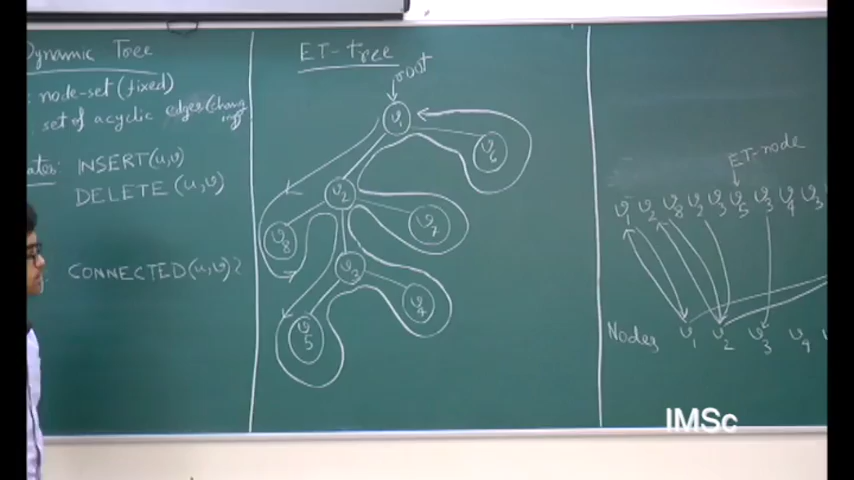 Dynamic Tree
: node-set (fixed)
: set of acyclic edges (chang
ing)
ates: INSERT(u,v)
DELETE (u,v)
: CONNECTED(u,v)?
ET-tree
root
v1
v6
v2
v8
v7
v3
v4
v5
ET-node
v1 v2 v8 v2 v3 v5 v3 v4 v3
Nodes v1 v2 v3 v4 v
IMSc